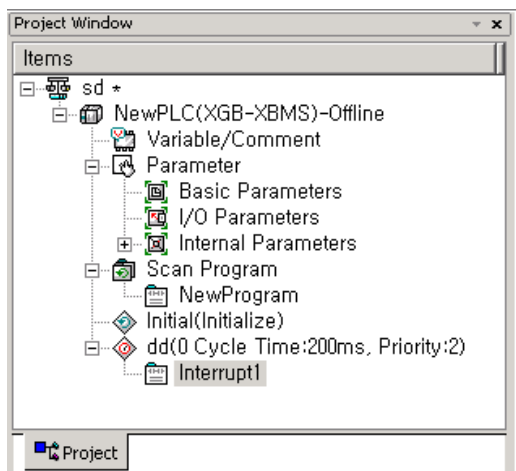 Project Window
Items
sd *
NewPLC(XGB-XBMS)-Offline
Variable/Comment
Parameter
Basic Parameters
I/O Parameters
Internal Parameters
Scan Program
NewProgram
Initial(Initialize)
dd(0 Cycle Time:200ms, Priority:2)
Interrupt1
Project